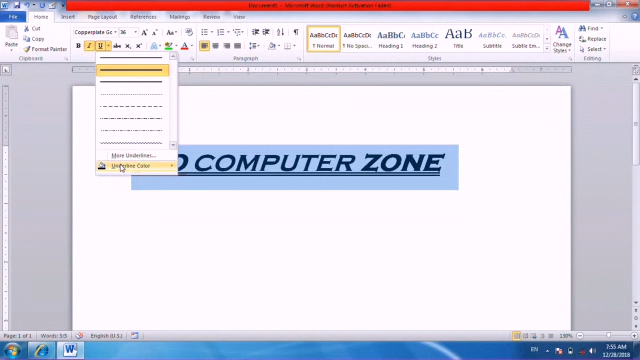 Document1 - Microsoft Word (Product Activation Failed)
File Home Insert Page Layout References Mailings Review View
Cut
Copy
Format Painter
Paste
Clipboard
Copperplate Go 36
Font
Paragraph
AaBbCcDc AaBbCcDc AaBbC AaBbCc AaB AaBbCc. AaBbCcDc
¶ Normal ¶ No Spaci... Heading 1 Heading 2 Title Subtitle Subtle Em...
Styles
Change Styles
Find
Replace
Select
Editing
More Underlines...
Underline Color
COMPUTER ZONE
Page: 1 of 1 Words: 3/3 English (U.S.) 130%
EN 7:55 AM
12/28/2018